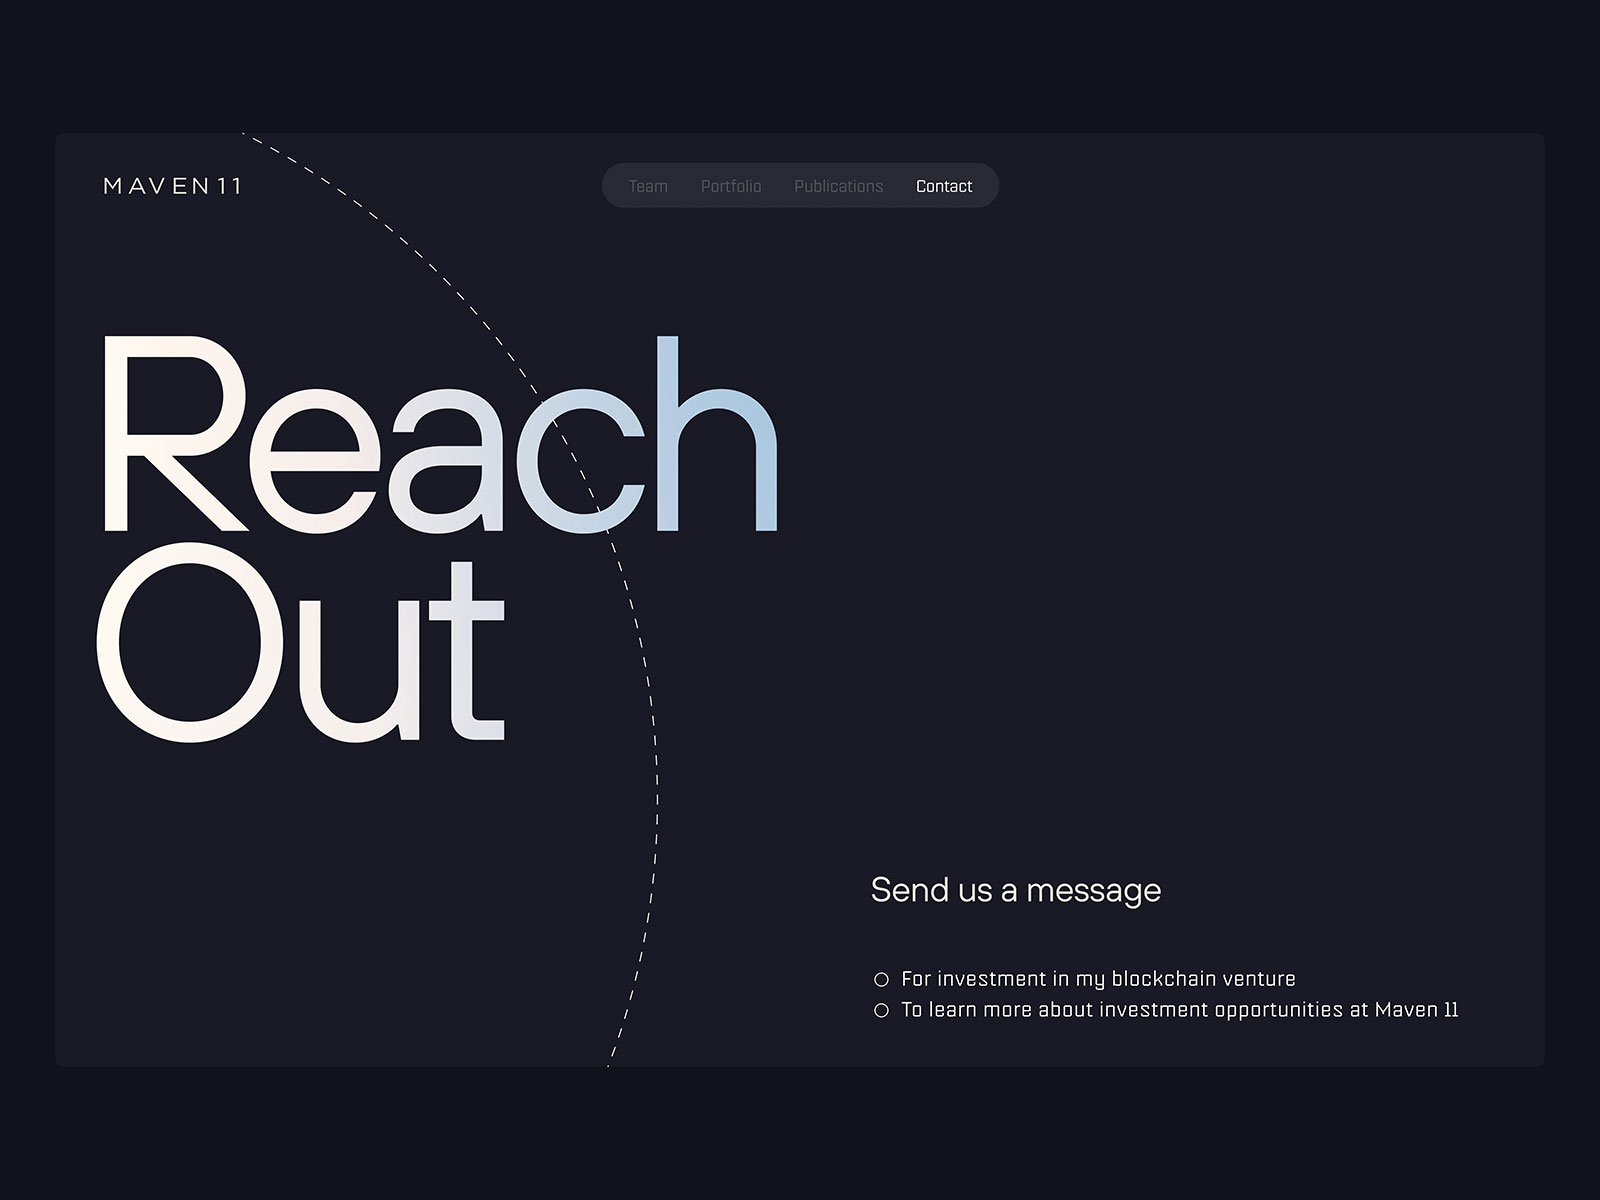 MAVEN11
Team Portfolio Publications Contact
Reach
Out
Send us a message
For investment in my blockchain venture
To learn more about investment opportunities at Maven 11